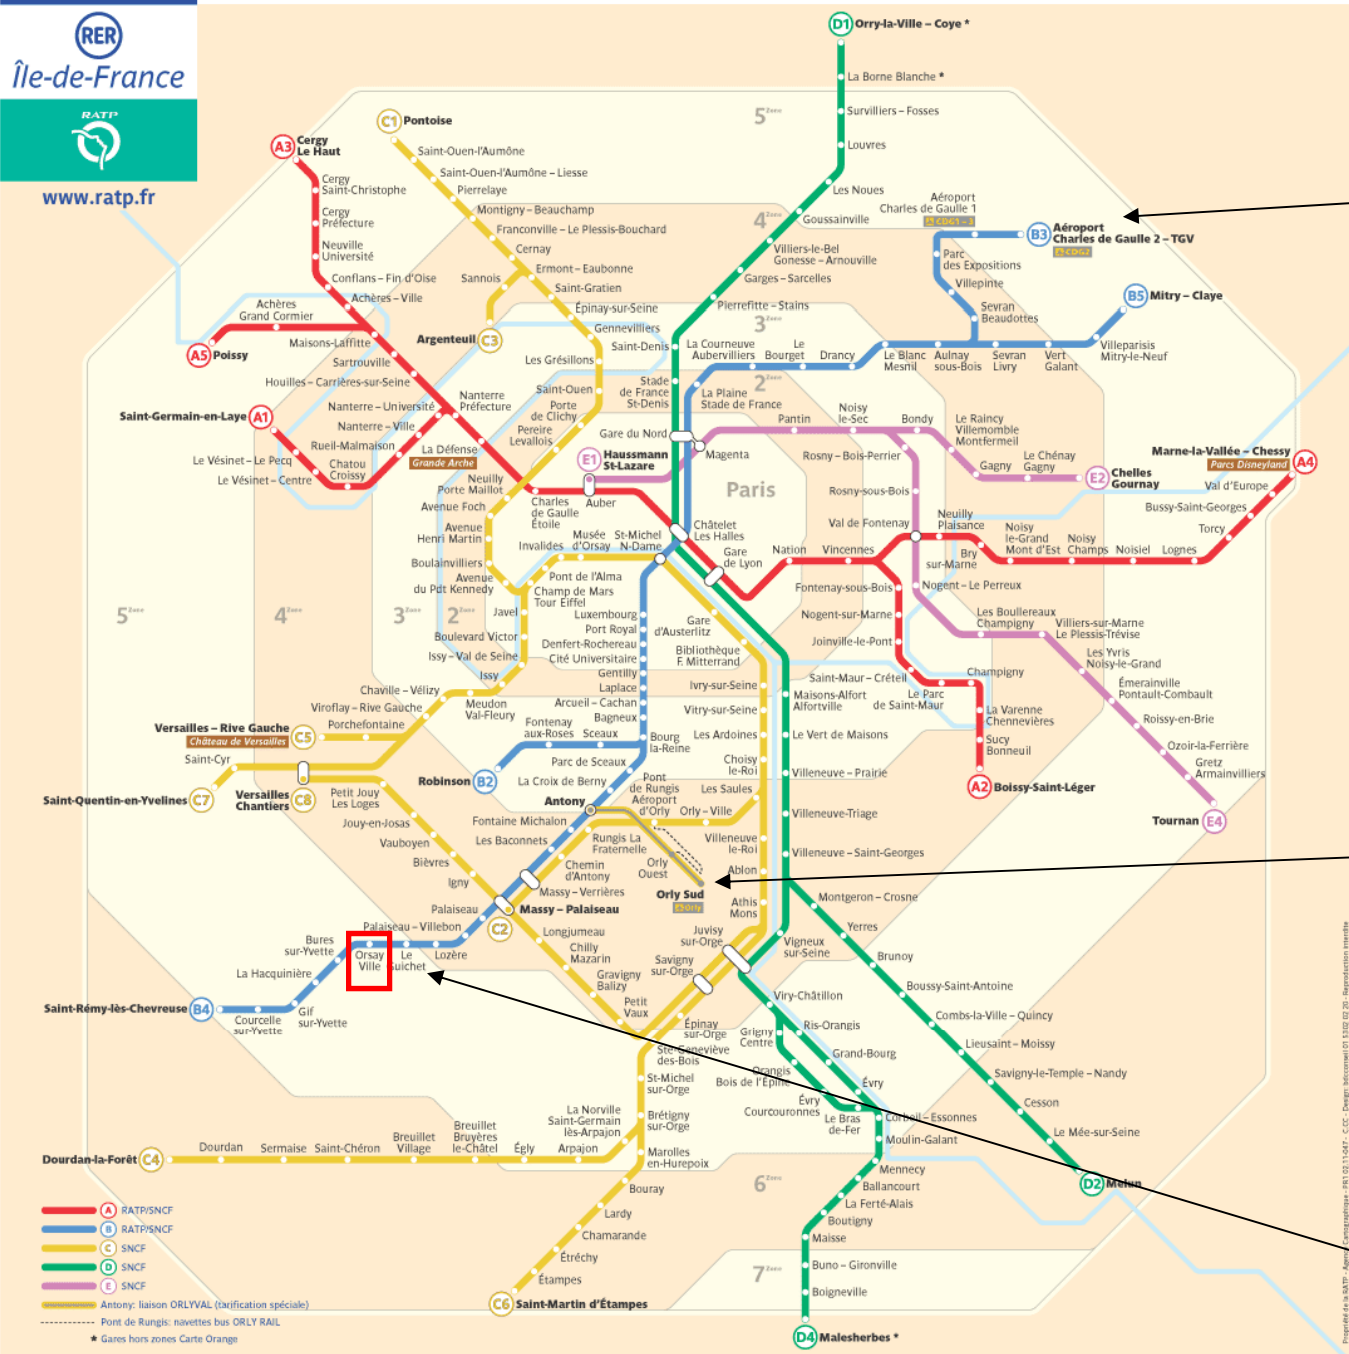 RER
Île-de-France
RATP
www.ratp.fr
D1 Orry-la-Ville – Coye *
La Borne Blanche *
Survilliers – Fosses
Louvres
Les Noues
Goussainville
Villiers-le-Bel
Gonesse – Arnouville
Garges – Sarcelles
Pierrefitte – Stains
Saint-Denis
Stade
de France
St-Denis
5 Zone
4 Zone
3 Zone
2 Zone
C1 Pontoise
Saint-Ouen-l'Aumône
Saint-Ouen-l'Aumône – Liesse
Pierrelaye
Montigny – Beauchamp
Franconville – Le Plessis-Bouchard
Cernay
Ermont – Eaubonne
Sannois
Saint-Gratien
Argenteuil C3
Épinay-sur-Seine
Gennevilliers
Les Grésillons
Saint-Ouen
Porte
de Clichy
Pereire
Levallois
A3 Cergy
Le Haut
Cergy
Saint-Christophe
Cergy
Préfecture
Neuville
Université
Conflans – Fin d'Oise
Achères – Ville
Achères
Grand Cormier
A5 Poissy
Maisons-Laffitte
Sartrouville
Houilles – Carrières-sur-Seine
Saint-Germain-en-Laye A1
Nanterre – Université
Nanterre
Préfecture
Nanterre – Ville
Rueil-Malmaison
Le Vésinet – Le Pecq
Chatou
Croissy
Le Vésinet – Centre
La Défense
Grande Arche
Aéroport
Charles de Gaulle 1
CDG1 – 3
B3 Aéroport
Charles de Gaulle 2 – TGV
CDG2
Parc
des Expositions
Villepinte
Sevran
Beaudottes
B5 Mitry – Claye
Villeparisis
Mitry-le-Neuf
Vert
Galant
Sevran
Livry
Aulnay
sous-Bois
Le Blanc
Mesnil
Drancy
Le
Bourget
La Courneuve
Aubervilliers
La Plaine
Stade de France
Gare du Nord
Magenta
E1 Haussmann
St-Lazare
Auber
Paris
Pantin
Noisy
le-Sec
Bondy
Le Raincy
Villemomble
Montfermeil
Gagny
Le Chénay
Gagny
E2 Chelles
Gournay
Rosny – Bois-Perrier
Rosny-sous-Bois
Val de Fontenay
Marne-la-Vallée – Chessy A4
Parcs Disneyland
Val d'Europe
Bussy-Saint-Georges
Torcy
Lognes
Noisiel
Noisy
Champs
Noisy
le-Grand
Mont d'Est
Neuilly
Plaisance
Bry
sur-Marne
Neuilly
Porte Maillot
Charles
de Gaulle
Étoile
Châtelet
Les Halles
Gare
de Lyon
Nation
Vincennes
Avenue Foch
Avenue
Henri Martin
Boulainvilliers
Avenue
du Pdt Kennedy
Invalides
Musée
d'Orsay
St-Michel
N-Dame
Pont de l'Alma
Champ de Mars
Tour Eiffel
Javel
Boulevard Victor
Issy – Val de Seine
Issy
Luxembourg
Port Royal
Denfert-Rochereau
Cité Universitaire
Gentilly
Laplace
Arcueil – Cachan
Bagneux
Bourg
la-Reine
Gare
d'Austerlitz
Bibliothèque
F. Mitterrand
Ivry-sur-Seine
Vitry-sur-Seine
Les Ardoines
Choisy
le-Roi
Les Saules
Villeneuve
le-Roi
Ablon
Athis
Mons
Juvisy
sur-Orge
Savigny
sur-Orge
Fontenay-sous-Bois
Nogent-sur-Marne
Joinville-le-Pont
Saint-Maur – Créteil
Le Parc
de Saint-Maur
Champigny
La Varenne
Chennevières
Sucy
Bonneuil
A2 Boissy-Saint-Léger
Nogent – Le Perreux
Les Boullereaux
Champigny
Villiers-sur-Marne
Le Plessis-Trévise
Les Yvris
Noisy-le-Grand
Émerainville
Pontault-Combault
Roissy-en-Brie
Ozoir-la-Ferrière
Gretz
Armainvilliers
Tournan E4
5 Zone
4 Zone
3 Zone
2 Zone
Chaville – Vélizy
Viroflay – Rive Gauche
Porchefontaine
Meudon
Val-Fleury
Versailles – Rive Gauche C5
Château de Versailles
Saint-Cyr
Saint-Quentin-en-Yvelines C7
Versailles
Chantiers C8
Petit Jouy
Les Loges
Jouy-en-Josas
Vauboyen
Bièvres
Igny
Fontenay
aux-Roses
Sceaux
Robinson B2
Parc de Sceaux
La Croix de Berny
Antony
Fontaine Michalon
Les Baconnets
Pont
de Rungis
Aéroport
d'Orly
Orly – Ville
Rungis La
Fraternelle
Orly
Ouest
Orly Sud
Orly
Chemin
d'Antony
Massy – Verrières
Massy – Palaiseau
C2
Palaiseau
Palaiseau – Villebon
Lozère
Le
Guichet
Orsay
Ville
Bures
sur-Yvette
La Hacquinière
Gif
sur-Yvette
Courcelle
sur-Yvette
Saint-Rémy-lès-Chevreuse B4
Longjumeau
Chilly
Mazarin
Gravigny
Balizy
Petit
Vaux
Épinay
sur-Orge
Ste-Geneviève
des-Bois
St-Michel
sur-Orge
Brétigny
sur-Orge
Marolles
en-Hurepoix
Bouray
Lardy
Chamarande
Étréchy
Étampes
C6 Saint-Martin d'Étampes
La Norville
Saint-Germain
lès-Arpajon
Arpajon
Égly
Breuillet
Bruyères
le-Châtel
Breuillet
Village
Saint-Chéron
Sermaise
Dourdan
Dourdan-la-Forêt C4
Maisons-Alfort
Alfortville
Le Vert de Maisons
Villeneuve – Prairie
Villeneuve-Triage
Villeneuve – Saint-Georges
Montgeron – Crosne
Yerres
Brunoy
Boussy-Saint-Antoine
Combs-la-Ville – Quincy
Lieusaint – Moissy
Savigny-le-Temple – Nandy
Cesson
Le Mée-sur-Seine
D2 Melun
Vigneux
sur-Seine
Viry-Châtillon
Ris-Orangis
Grand-Bourg
Évry
Grigny
Centre
Orangis
Bois de l'Épine
Évry
Courcouronnes
Le Bras
de-Fer
Corbeil – Essonnes
Moulin-Galant
Mennecy
Ballancourt
La Ferté-Alais
Boutigny
Maisse
Buno – Gironville
Boigneville
D4 Malesherbes *
6 Zone
7 Zone
A RATP/SNCF
B RATP/SNCF
C SNCF
D SNCF
E SNCF
Antony: liaison ORLYVAL (tarification spéciale)
Pont de Rungis: navettes bus ORLY RAIL
* Gares hors zones Carte Orange